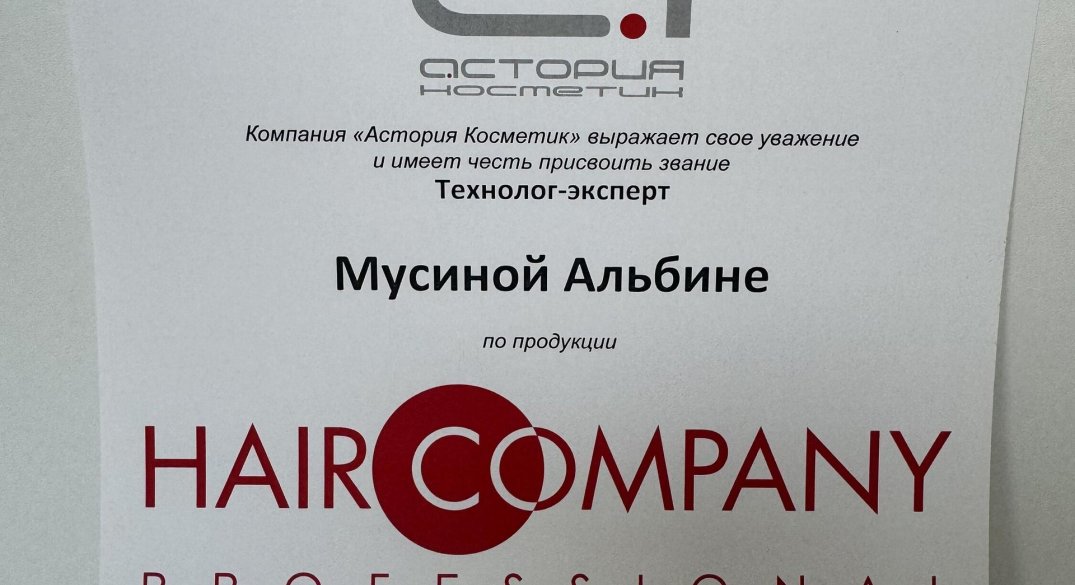 астория
косметик
Компания «Астория Косметик» выражает свое уважение
и имеет честь присвоить звание
Технолог-эксперт
Мусиной Альбине
по продукции
HAIR COMPANY
PROFESSIONAL